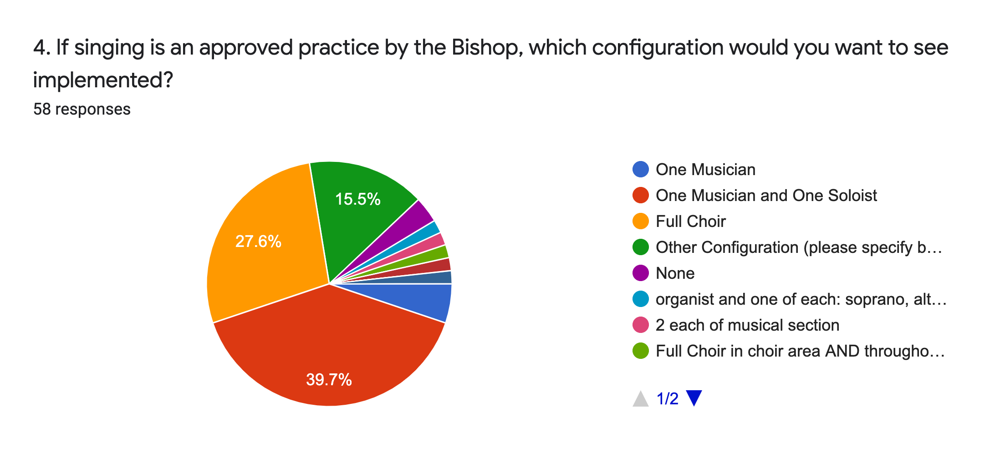 4. If singing is an approved practice by the Bishop, which configuration would you want to see
implemented?
58 responses
15.5%
27.6%
39.7%
One Musician
One Musician and One Soloist
Full Choir
Other Configuration (please specify b…
None
organist and one of each: soprano, alt…
2 each of musical section
Full Choir in choir area AND througho…
1/2